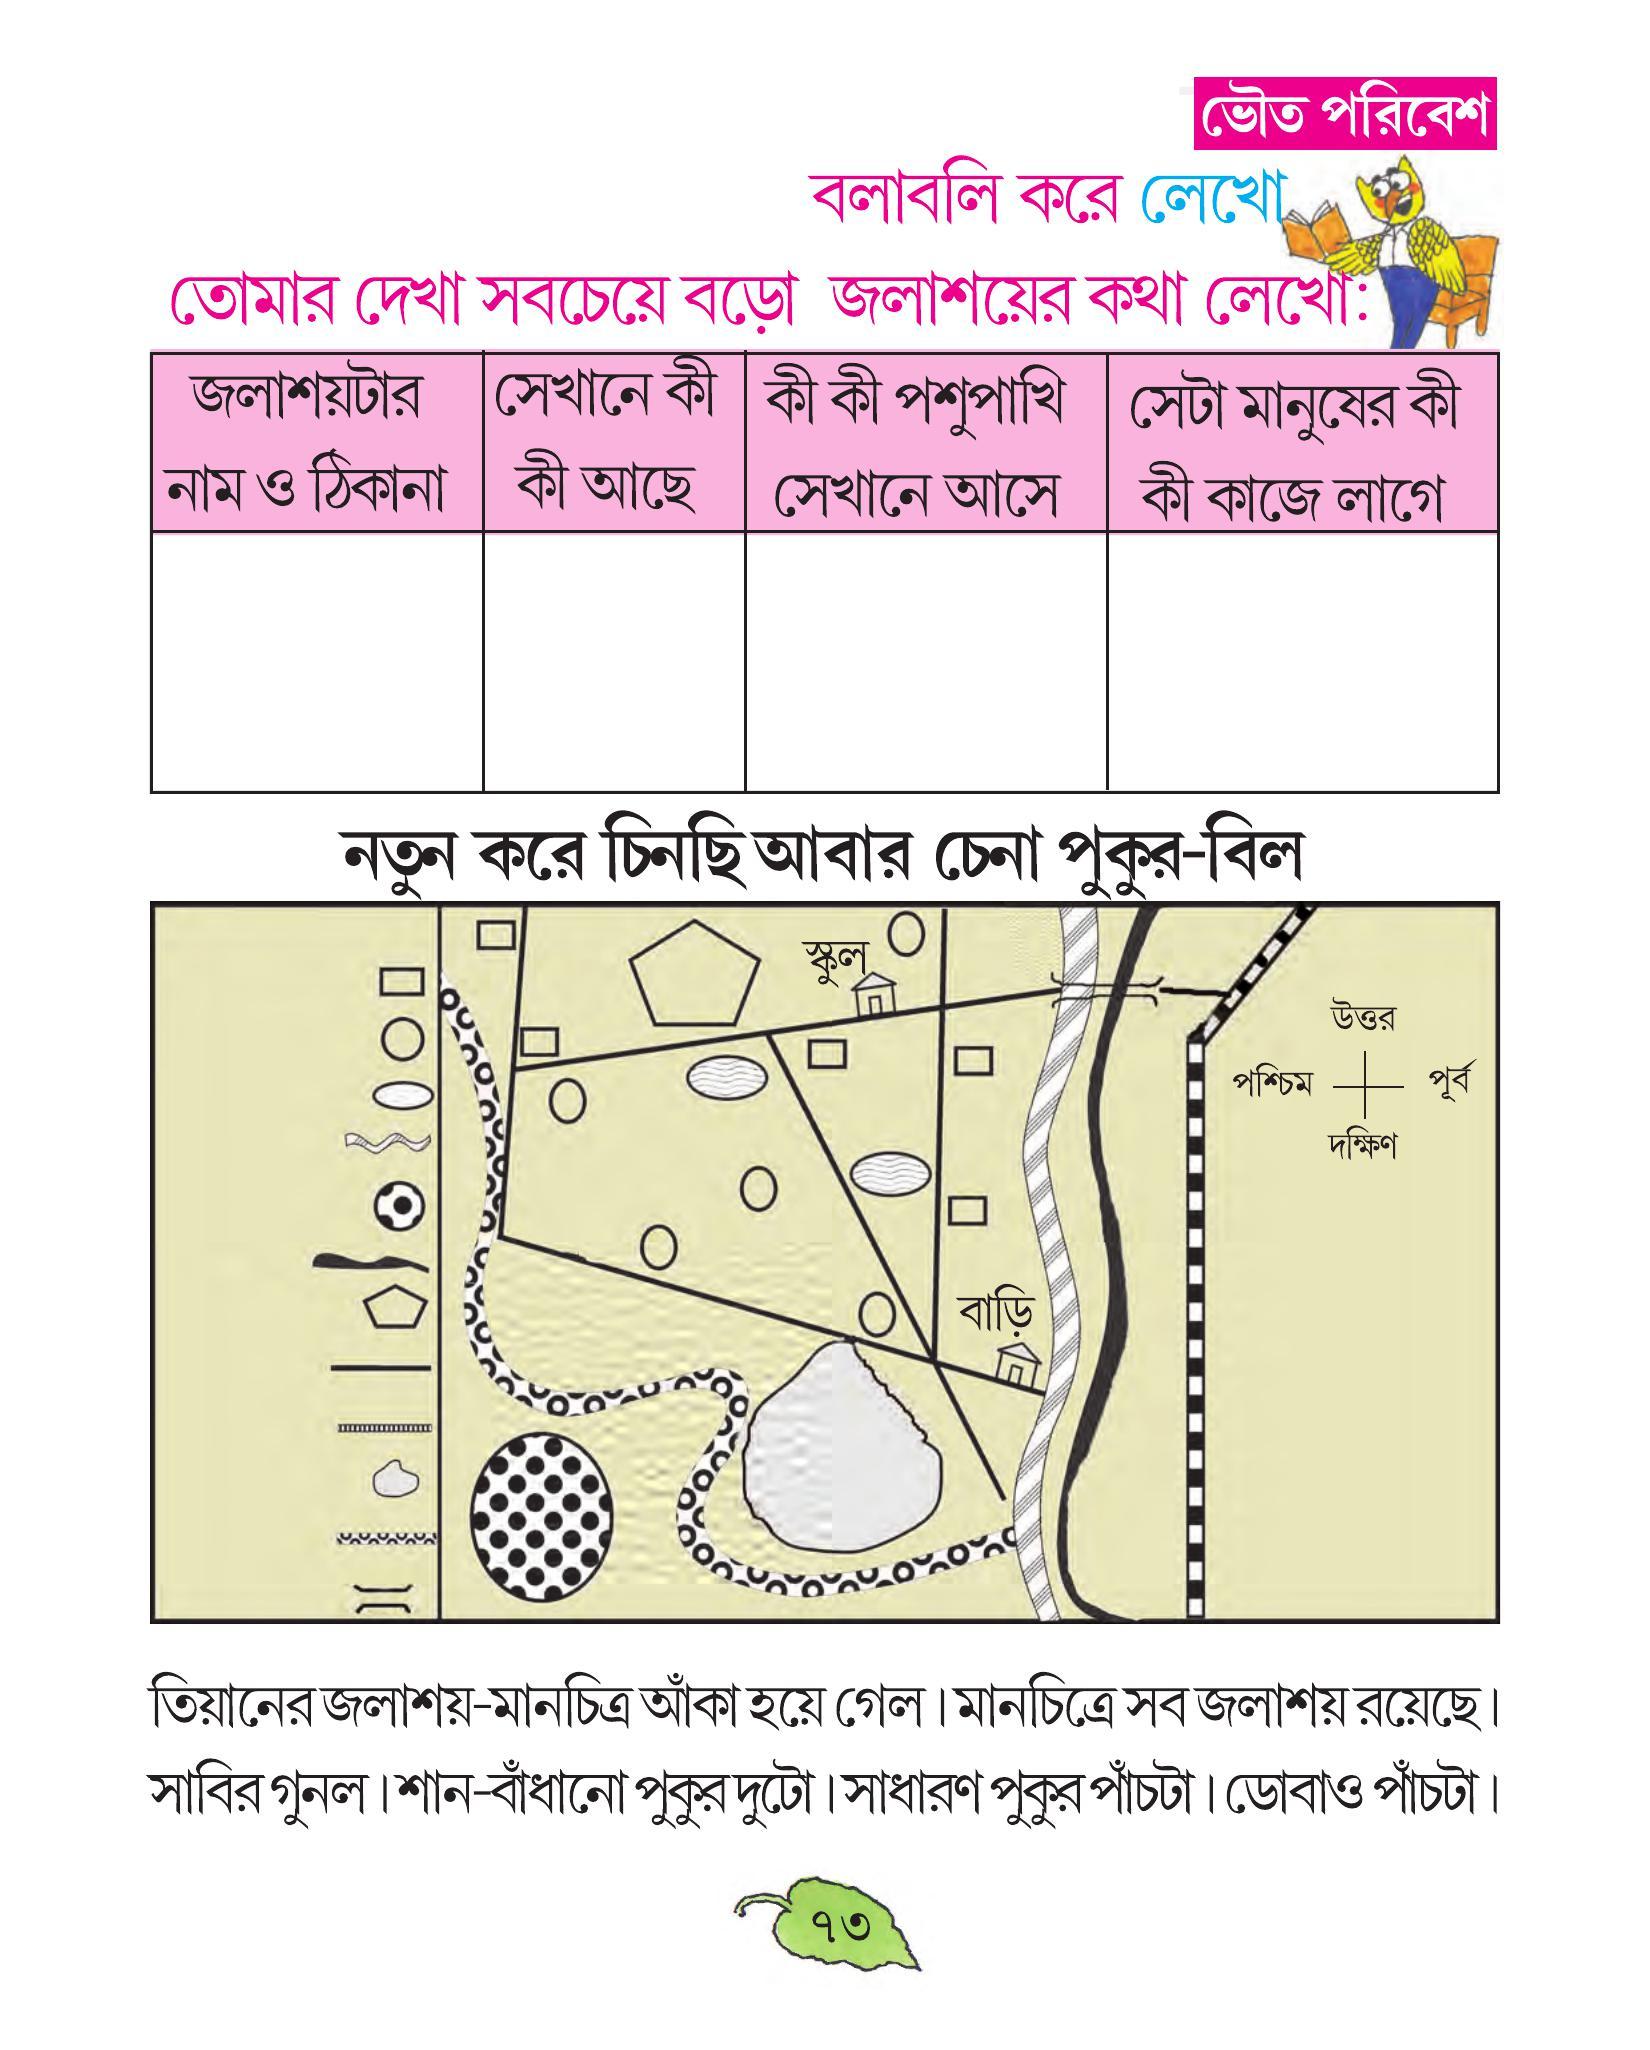 ভৌত পরিবেশ
বলাবলি করে লেখো
তোমার দেখা সবচেয়ে বড়ো জলাশয়ের কথা লেখো:
জলাশয়টার
নাম ও ঠিকানা
সেখানে কী
কী আছে
কী কী পশুপাখি
সেখানে আসে
সেটা মানুষের কী
কী কাজে লাগে
নতুন করে চিনছি আবার চেনা পুকুর-বিল
স্কুল
উত্তর
পশ্চিম
পূর্ব
দক্ষিণ
বাড়ি
তিয়ানের জলাশয়-মানচিত্র আঁকা হয়ে গেল। মানচিত্রে সব জলাশয় রয়েছে।
সাবির গুনল। শান-বাঁধানো পুকুর দুটো। সাধারণ পুকুর পাঁচটা। ডোবাও পাঁচটা।
৭৩